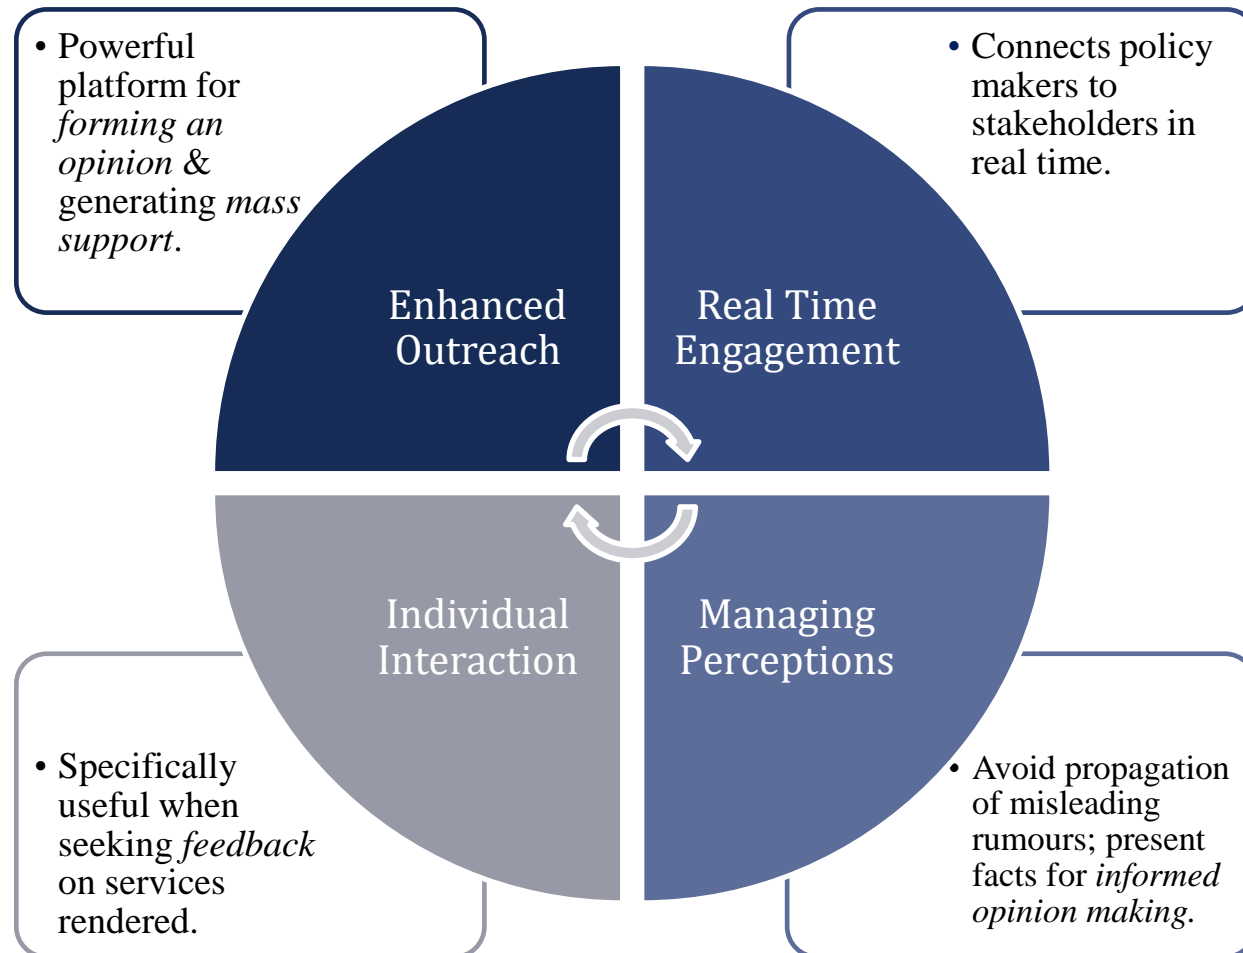 • Powerful
platform for
forming an
opinion &
generating mass
support.
• Connects policy
makers to
stakeholders in
real time.
Enhanced
Outreach
Real Time
Engagement
Individual
Interaction
Managing
Perceptions
• Specifically
useful when
seeking feedback
on services
rendered.
• Avoid propagation
of misleading
rumours; present
facts for informed
opinion making.